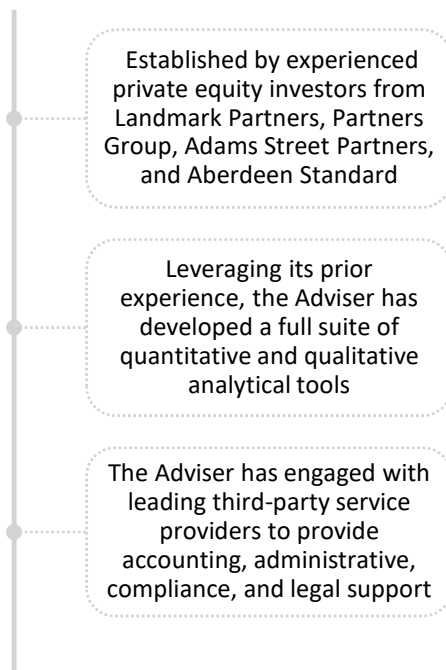 Established by experienced
private equity investors from
Landmark Partners, Partners
Group, Adams Street Partners,
and Aberdeen Standard
Leveraging its prior
experience, the Adviser has
developed a full suite of
quantitative and qualitative
analytical tools
The Adviser has engaged with
leading third-party service
providers to provide
accounting, administrative,
compliance, and legal support